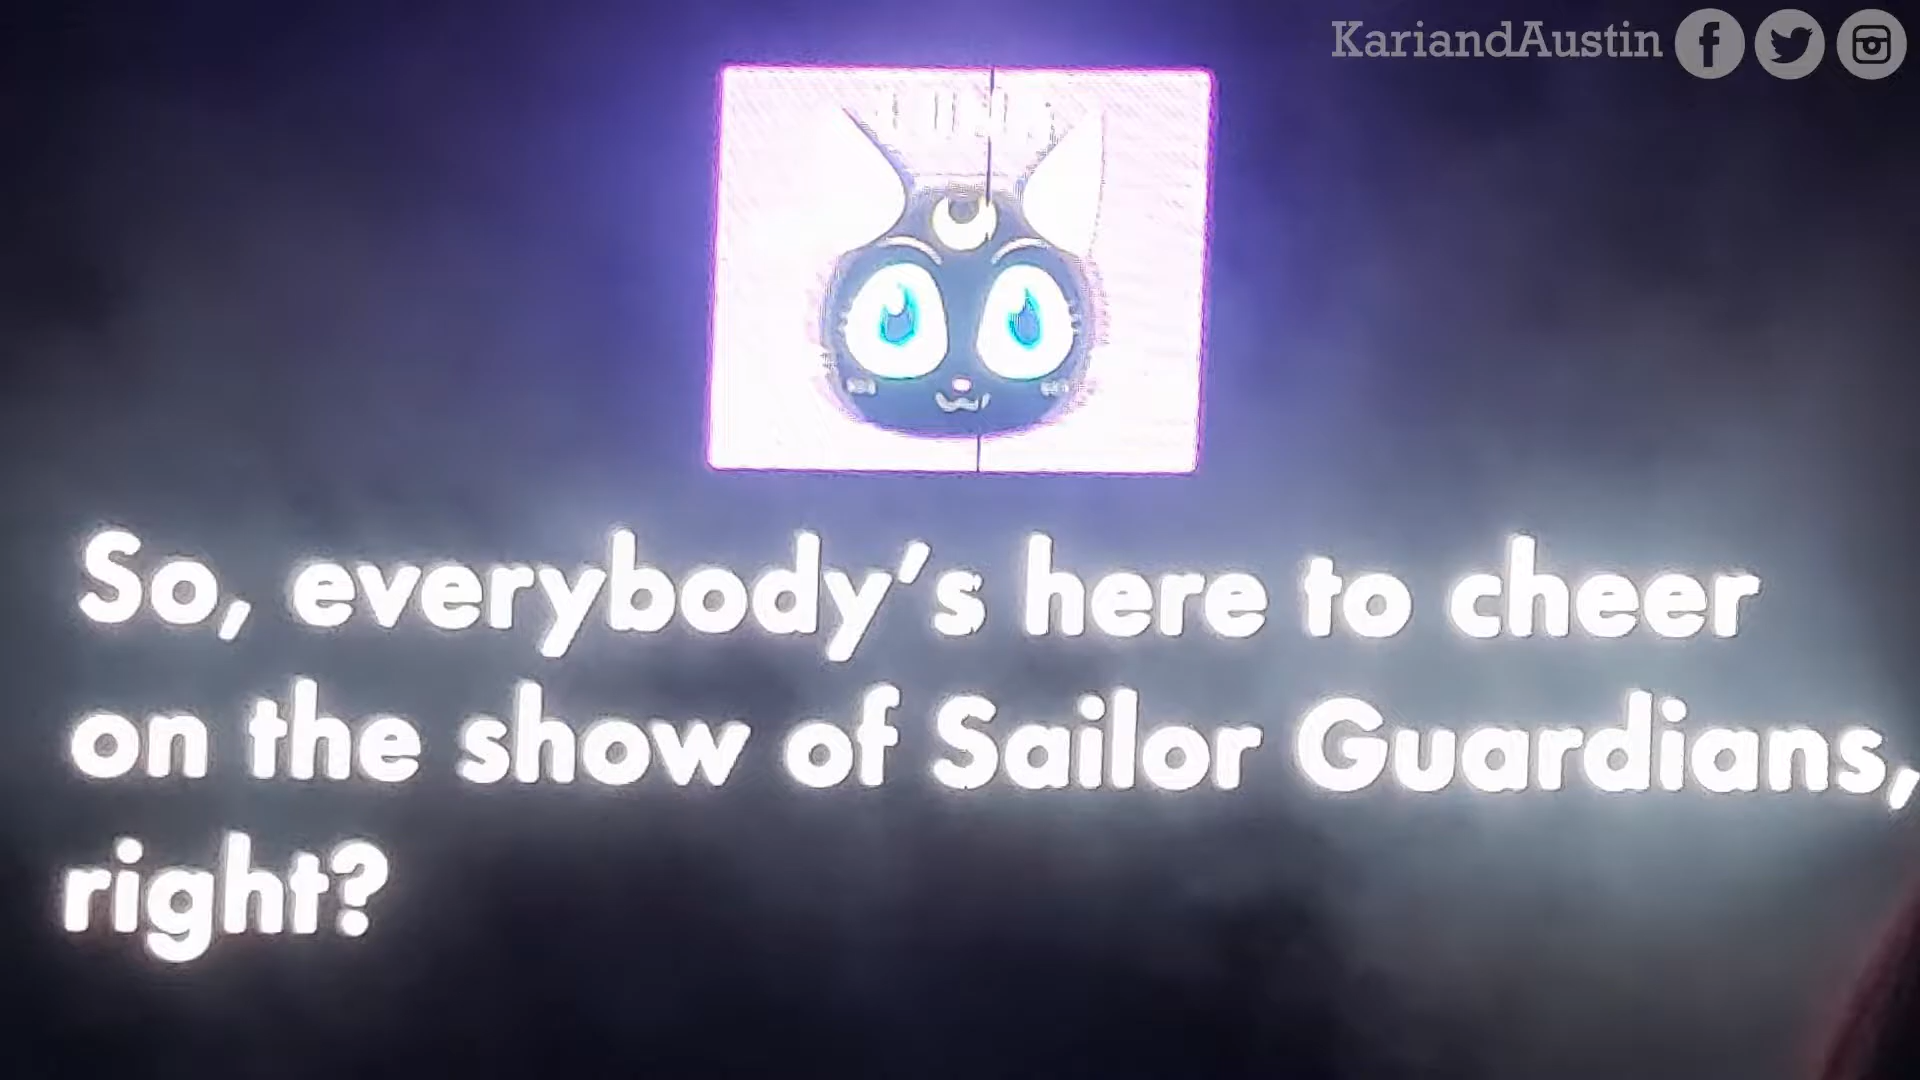 KariandAustin
So, everybody's here to cheer
on the show of Sailor Guardians,
right?